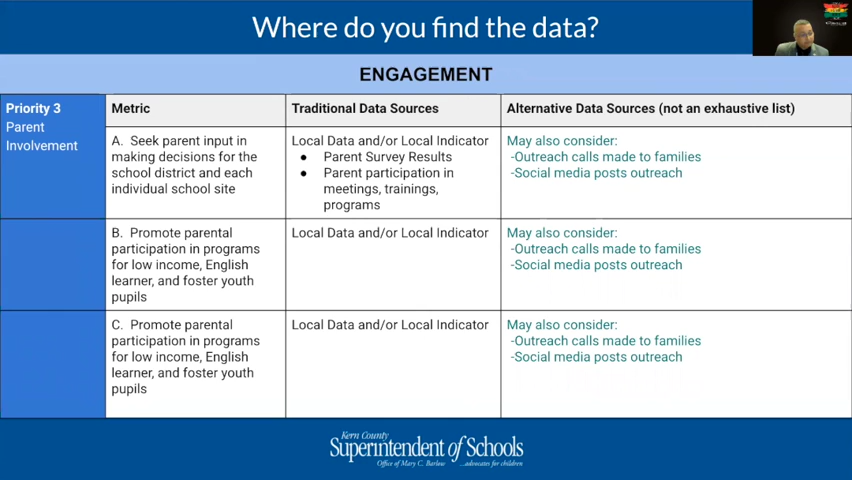 Where do you find the data?
ENGAGEMENT
Priority 3
Parent
Involvement
Metric
Traditional Data Sources
Alternative Data Sources (not an exhaustive list)
A. Seek parent input in
making decisions for the
school district and each
individual school site
Local Data and/or Local Indicator
● Parent Survey Results
● Parent participation in
meetings, trainings,
programs
May also consider:
-Outreach calls made to families
-Social media posts outreach
B. Promote parental
participation in programs
for low income, English
learner, and foster youth
pupils
Local Data and/or Local Indicator
May also consider:
-Outreach calls made to families
-Social media posts outreach
C. Promote parental
participation in programs
for low income, English
learner, and foster youth
pupils
Local Data and/or Local Indicator
May also consider:
-Outreach calls made to families
-Social media posts outreach
Kern County
Superintendent of Schools
Office of Mary C. Barlow ...advocates for children